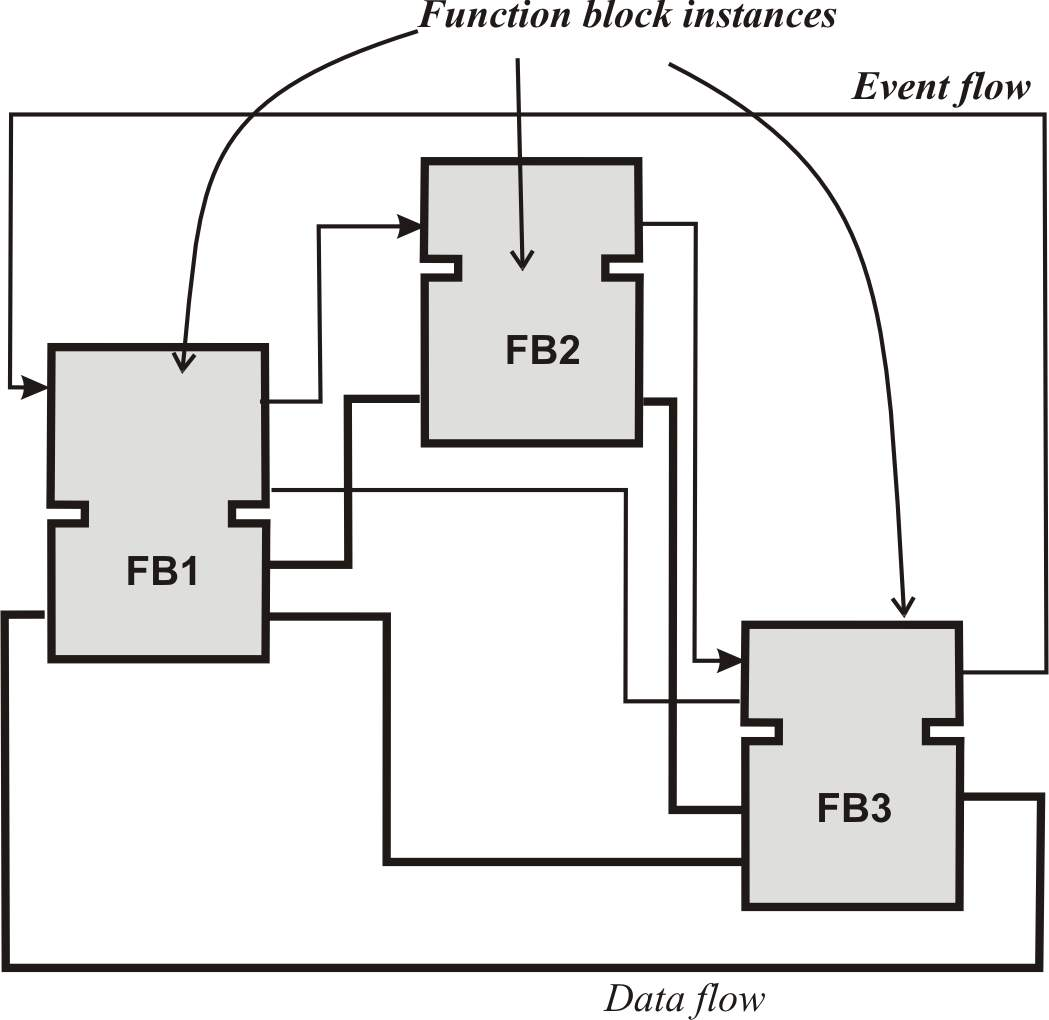 Function block instances
Event flow
FB2
FB1
FB3
Data flow